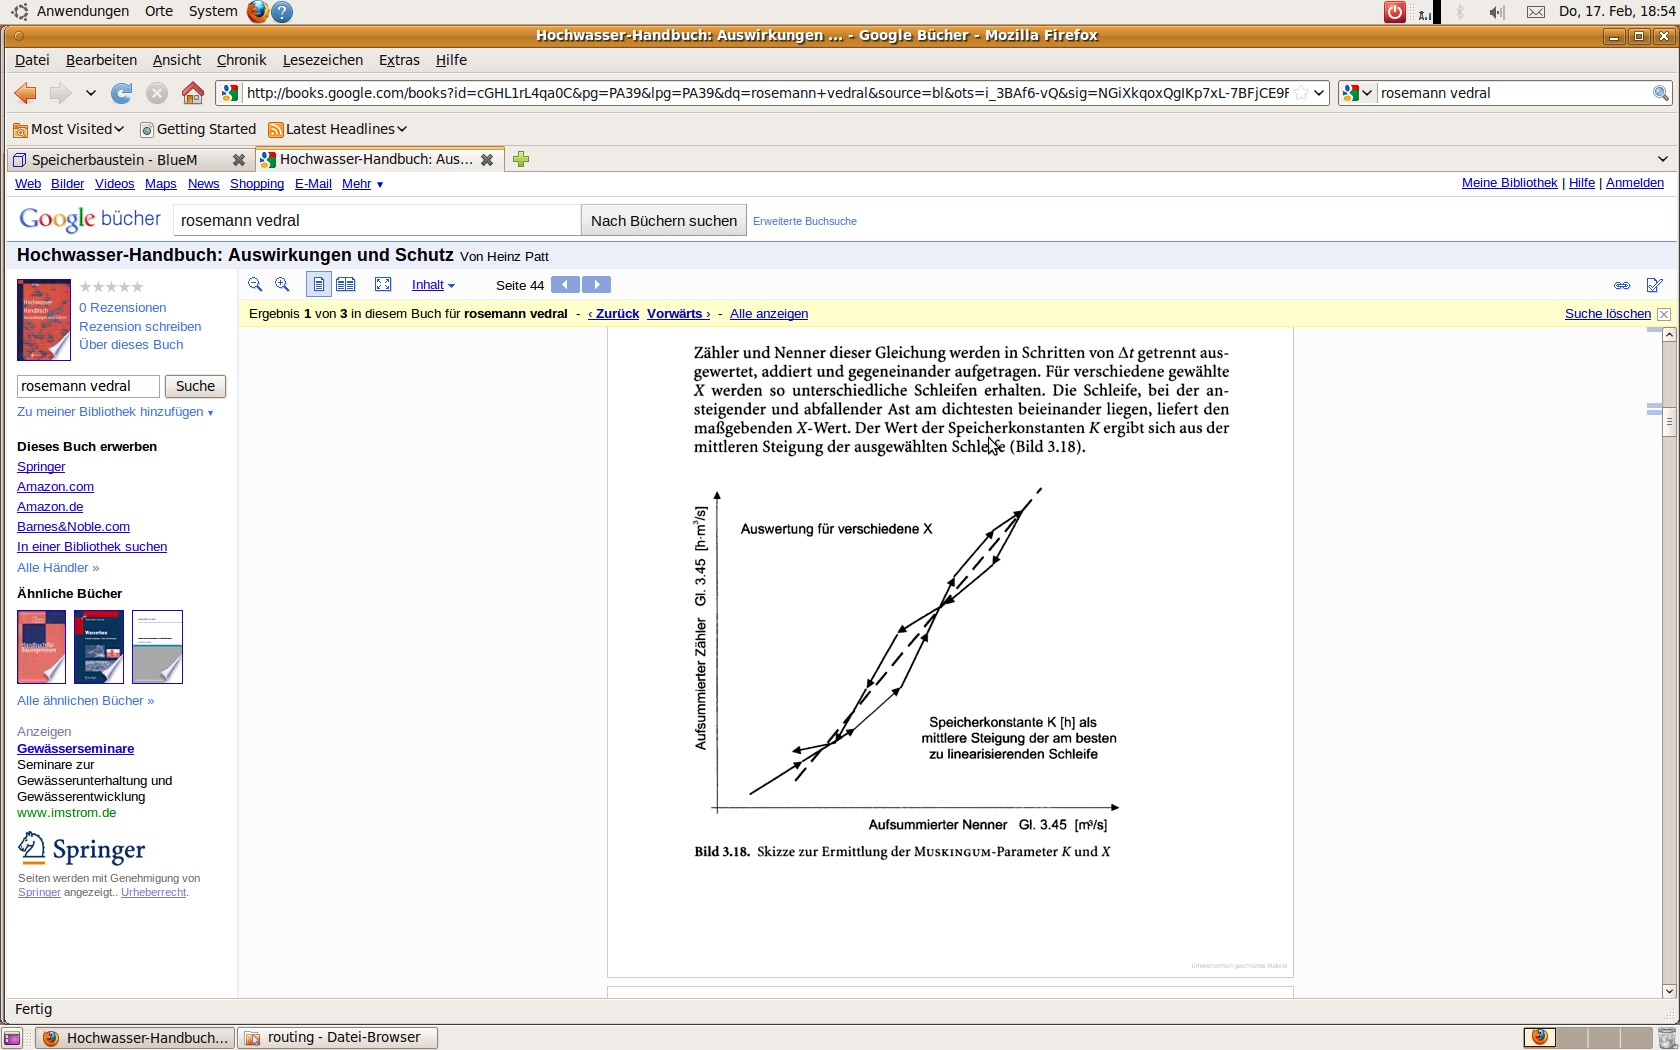 Anwendungen Orte System
Do, 17. Feb, 18:54
Hochwasser-Handbuch: Auswirkungen ... - Google Bücher - Mozilla Firefox
Datei Bearbeiten Ansicht Chronik Lesezeichen Extras Hilfe
http://books.google.com/books?id=cGHL1rL4qa0C&pg=PA39&lpg=PA39&dq=rosemann+vedral&source=bl&ots=i_3BAf6-vQ&sig=NGiXkqoxQgIKp7xL-7BFjCE9F
rosemann vedral
Most Visited Getting Started Latest Headlines
Speicherbaustein - BlueM
Hochwasser-Handbuch: Aus...
Web Bilder Videos Maps News Shopping E-Mail Mehr ▼
Meine Bibliothek | Hilfe | Anmelden
Google bücher
rosemann vedral
Nach Büchern suchen
Erweiterte Buchsuche
Hochwasser-Handbuch: Auswirkungen und Schutz Von Heinz Patt
0 Rezensionen
Rezension schreiben
Über dieses Buch
rosemann vedral
Suche
Zu meiner Bibliothek hinzufügen ▼
Dieses Buch erwerben
Springer
Amazon.com
Amazon.de
Barnes&Noble.com
In einer Bibliothek suchen
Alle Händler »
Ähnliche Bücher
Alle ähnlichen Bücher »
Anzeigen
Gewässerseminare
Seminare zur
Gewässerunterhaltung und
Gewässerentwicklung
www.imstrom.de
Springer
Seiten werden mit Genehmigung von
Springer angezeigt.. Urheberrecht.
Inhalt
Seite 44
Ergebnis 1 von 3 in diesem Buch für rosemann vedral - ‹ Zurück Vorwärts › - Alle anzeigen
Suche löschen
Zähler und Nenner dieser Gleichung werden in Schritten von Δt getrennt aus-
gewertet, addiert und gegeneinander aufgetragen. Für verschiedene gewählte
X werden so unterschiedliche Schleifen erhalten. Die Schleife, bei der an-
steigender und abfallender Ast am dichtesten beieinander liegen, liefert den
maßgebenden X-Wert. Der Wert der Speicherkonstanten K ergibt sich aus der
mittleren Steigung der ausgewählten Schleife (Bild 3.18).
Auswertung für verschiedene X
Aufsummierter Zähler Gl. 3.45 [h·m³/s]
Speicherkonstante K [h] als
mittlere Steigung der am besten
zu linearisierenden Schleife
Aufsummierter Nenner Gl. 3.45 [m³/s]
Bild 3.18. Skizze zur Ermittlung der MUSKINGUM-Parameter K und X
Urheberrechtlich geschütztes Material
Fertig
Hochwasser-Handbuch...
routing - Datei-Browser